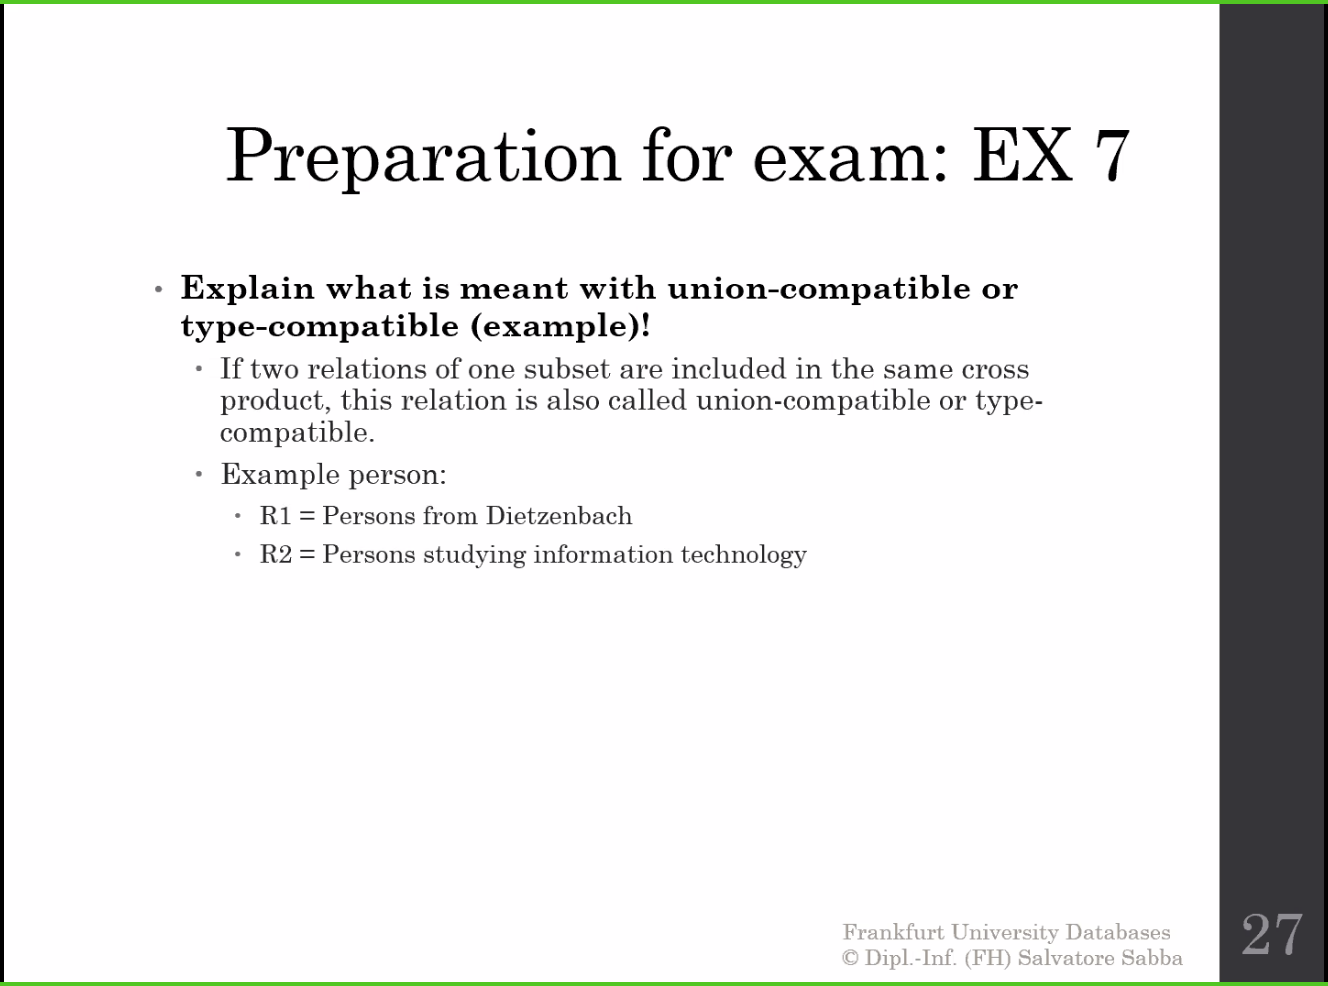 Preparation for exam: EX 7
• Explain what is meant with union-compatible or
type-compatible (example)!
• If two relations of one subset are included in the same cross
product, this relation is also called union-compatible or type-
compatible.
• Example person:
• R1 = Persons from Dietzenbach
• R2 = Persons studying information technology
Frankfurt University Databases
© Dipl.-Inf. (FH) Salvatore Sabba
27